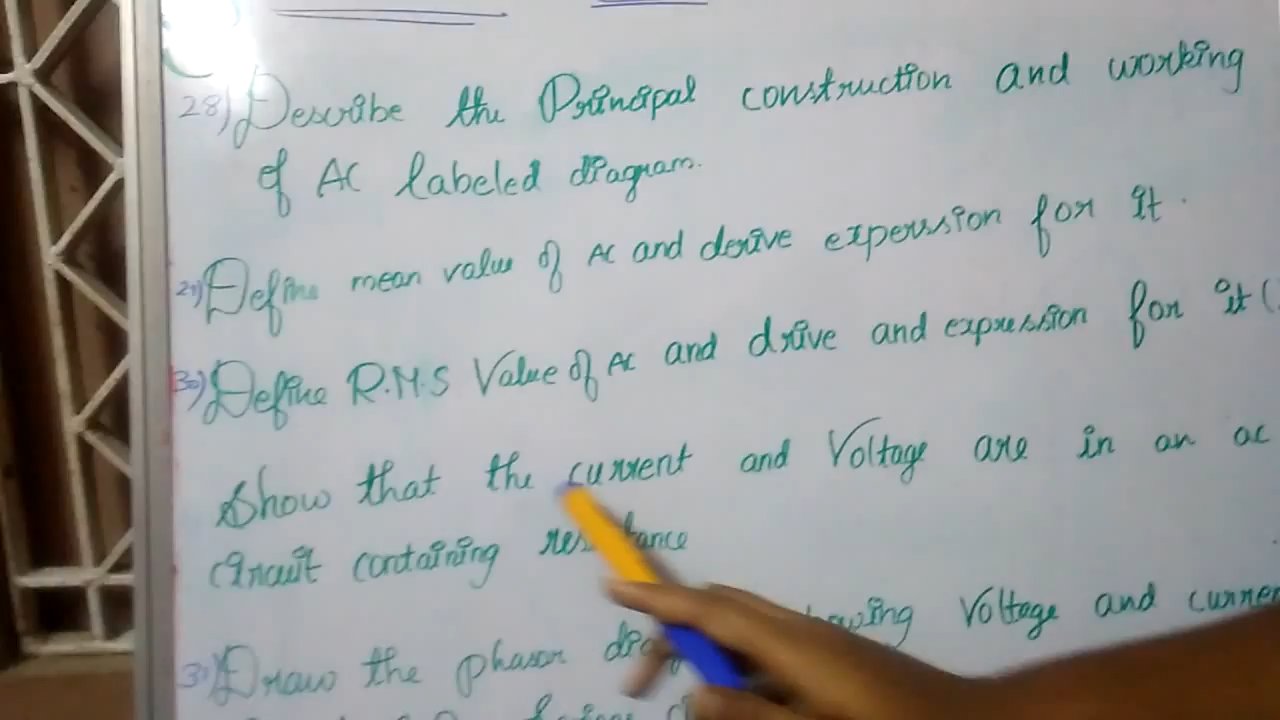 28) Describe the Principal construction and working
of AC labeled diagram.
29) Define mean value of AC and derive experssion for it.
30) Define R.M.S Value of AC and drive and expression for it (
Show that the current and Voltage are in an ac
circuit containing resistance
31) Draw the phasor Voltage and